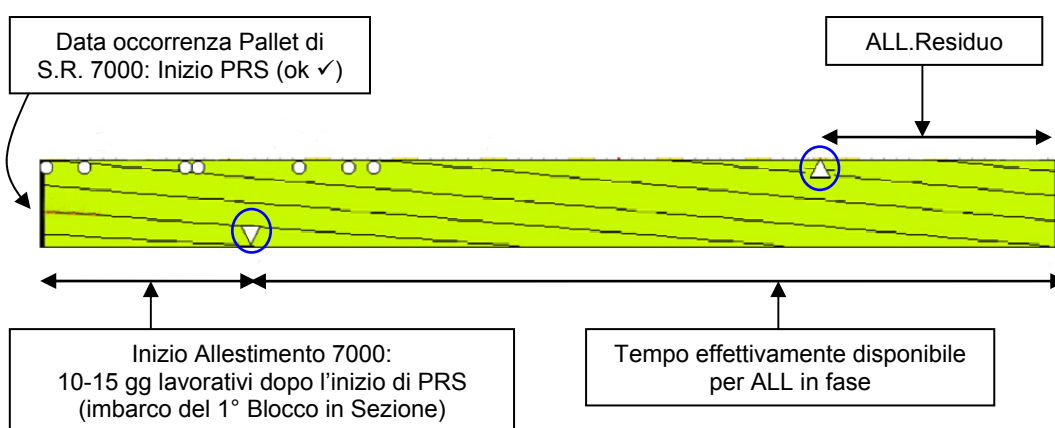 Data occorrenza Pallet di
S.R. 7000: Inizio PRS (ok ✓)
ALL.Residuo
Inizio Allestimento 7000:
10-15 gg lavorativi dopo l’inizio di PRS
(imbarco del 1° Blocco in Sezione)
Tempo effettivamente disponibile
per ALL in fase